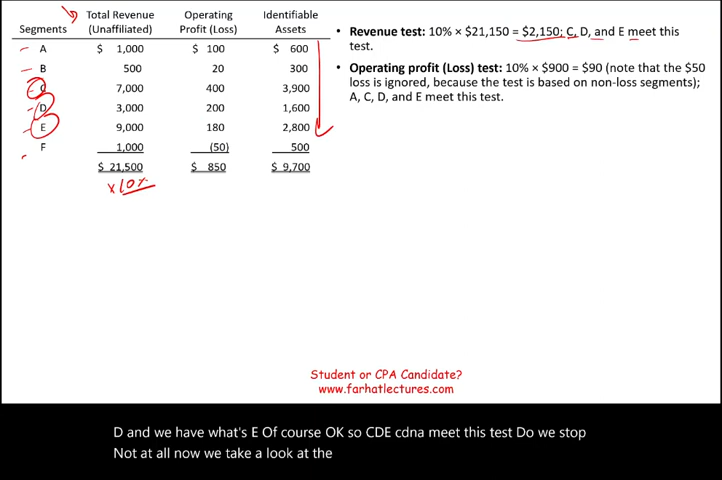 Segments Total Revenue (Unaffiliated) Operating Profit (Loss) Identifiable Assets
A $ 1,000 $ 100 $ 600
B 500 20 300
C 7,000 400 3,900
D 3,000 200 1,600
E 9,000 180 2,800
F 1,000 (50) 500
$ 21,500 $ 850 $ 9,700
x 10%
• Revenue test: 10% × $21,150 = $2,150; C, D, and E meet this
test.
• Operating profit (Loss) test: 10% × $900 = $90 (note that the $50
loss is ignored, because the test is based on non-loss segments);
A, C, D, and E meet this test.
Student or CPA Candidate?
www.farhatlectures.com
D and we have what's E Of course OK so CDE cdna meet this test Do we stop
Not at all now we take a look at the